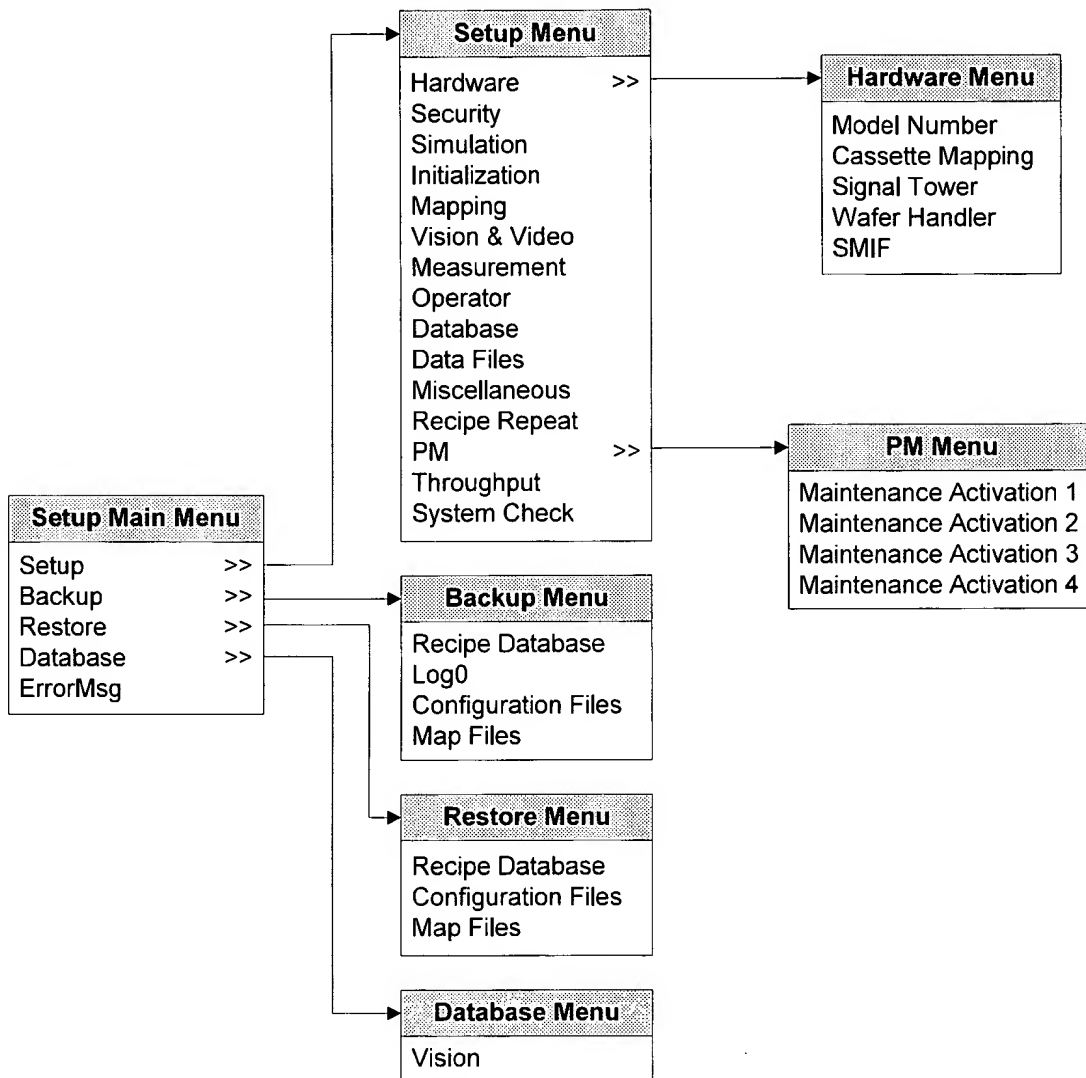 Setup Menu
Hardware >>
Security
Simulation
Initialization
Mapping
Vision & Video
Measurement
Operator
Database
Data Files
Miscellaneous
Recipe Repeat
PM >>
Throughput
System Check
Hardware Menu
Model Number
Cassette Mapping
Signal Tower
Wafer Handler
SMIF
PM Menu
Maintenance Activation 1
Maintenance Activation 2
Maintenance Activation 3
Maintenance Activation 4
Setup Main Menu
Setup >>
Backup >>
Restore >>
Database >>
ErrorMsg
Backup Menu
Recipe Database
Log0
Configuration Files
Map Files
Restore Menu
Recipe Database
Configuration Files
Map Files
Database Menu
Vision